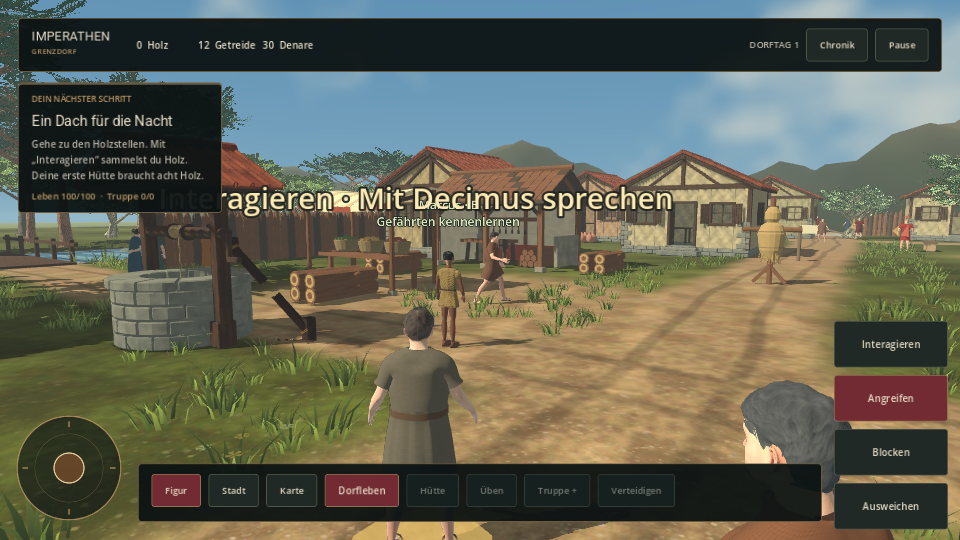 IMPERATHEN
GRENZDORF
0 Holz
12 Getreide 30 Denare
DORFTAG 1
Chronik
Pause
DEIN NÄCHSTER SCHRITT
Ein Dach für die Nacht
Gehe zu den Holzstellen. Mit
„Interagieren" sammelst du Holz.
Deine erste Hütte braucht acht Holz.
Leben 100/100 · Truppe 0/0
Interagieren · Mit Decimus sprechen
Gefährten kennenlernen
Interagieren
Angreifen
Blocken
Ausweichen
Figur
Stadt
Karte
Dorfleben
Hütte
Üben
Truppe +
Verteidigen